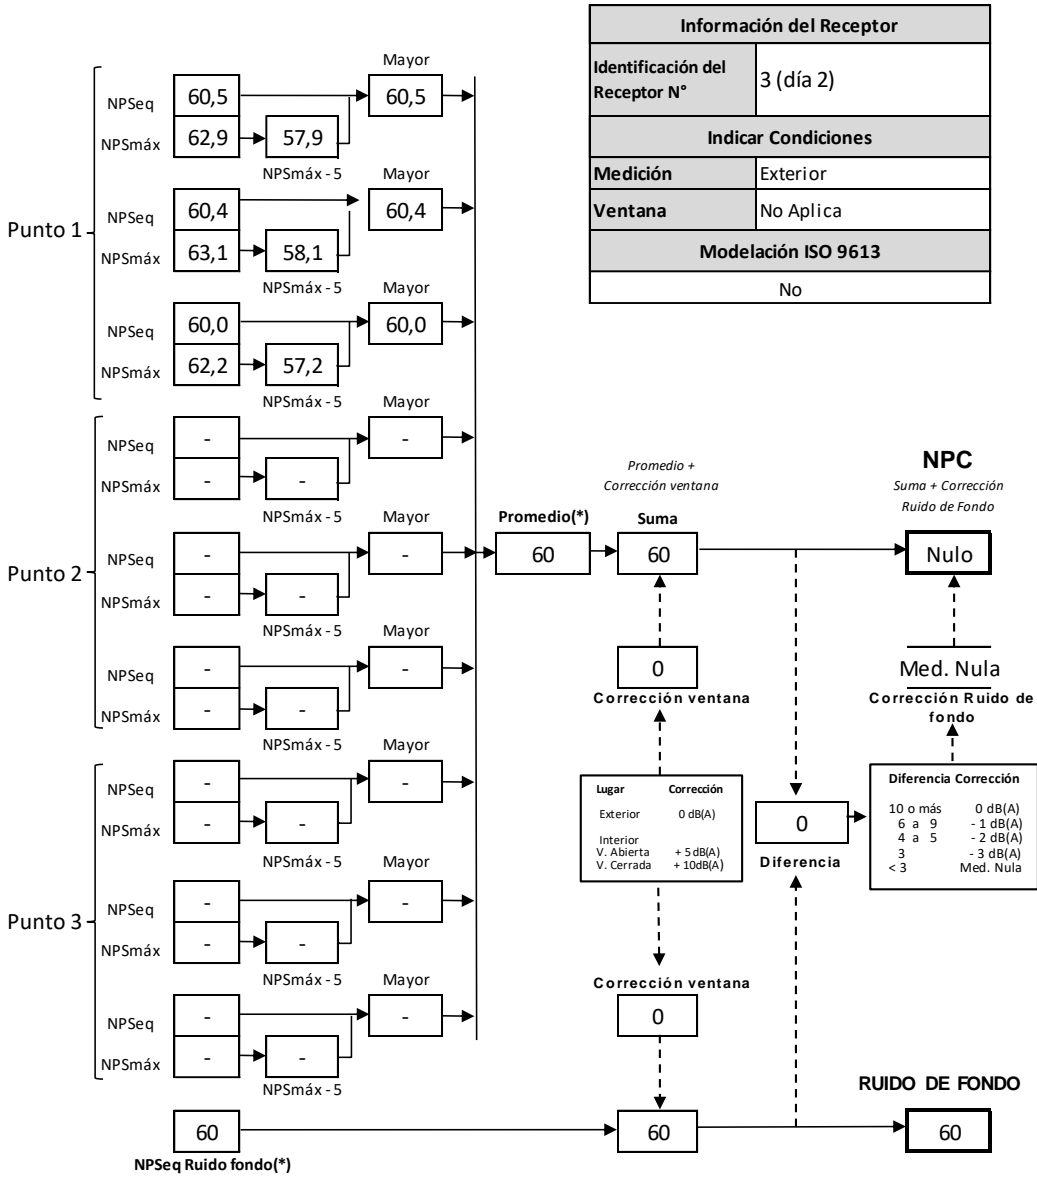 Información del Receptor
Identificación del
Receptor N°
3 (día 2)
Indicar Condiciones
Medición
Exterior
Ventana
No Aplica
Modelación ISO 9613
No
Punto 1
Mayor
NPSeq
60,5
60,5
NPSmáx
62,9
57,9
NPSmáx - 5
Mayor
NPSeq
60,4
60,4
NPSmáx
63,1
58,1
NPSmáx - 5
Mayor
NPSeq
60,0
60,0
NPSmáx
62,2
57,2
NPSmáx - 5
Punto 2
Mayor
NPSeq
-
-
NPSmáx
-
-
NPSmáx - 5
Mayor
NPSeq
-
-
NPSmáx
-
-
NPSmáx - 5
Mayor
NPSeq
-
-
NPSmáx
-
-
NPSmáx - 5
Punto 3
Mayor
NPSeq
-
-
NPSmáx
-
-
NPSmáx - 5
Mayor
NPSeq
-
-
NPSmáx
-
-
NPSmáx - 5
Mayor
NPSeq
-
-
NPSmáx
-
-
NPSmáx - 5
Promedio(*)
60
Promedio +
Corrección ventana
Suma
60
NPC
Suma + Corrección
Ruido de Fondo
Nulo
0
Corrección ventana
Med. Nula
Corrección Ruido de
fondo
Lugar Corrección
Exterior 0 dB(A)
Interior
V. Abierta + 5 dB(A)
V. Cerrada + 10dB(A)
0
Diferencia
Diferencia Corrección
10 o más 0 dB(A)
6 a 9 - 1 dB(A)
4 a 5 - 2 dB(A)
3 - 3 dB(A)
< 3 Med. Nula
Corrección ventana
0
60
NPSeq Ruido fondo(*)
60
RUIDO DE FONDO
60